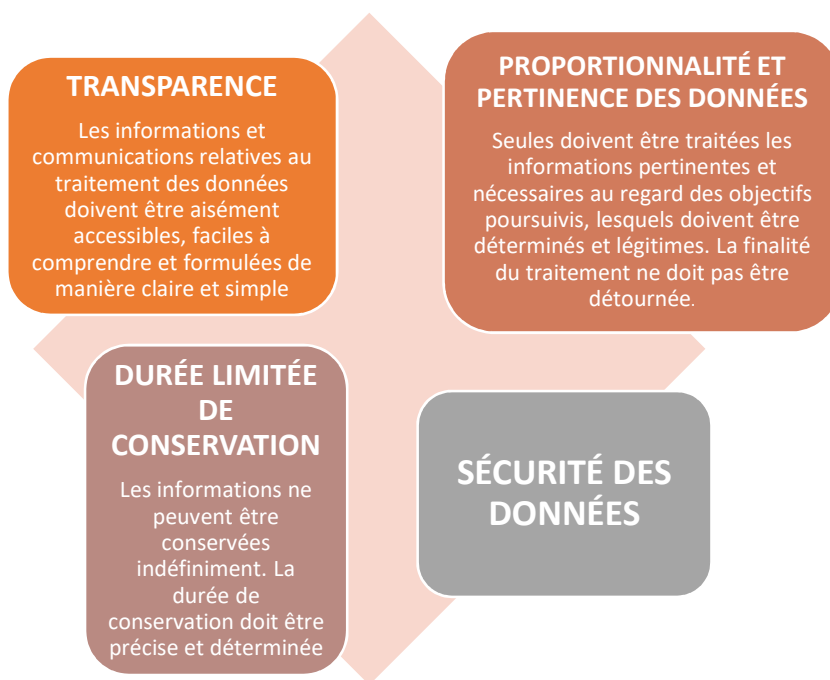 TRANSPARENCE
Les informations et
communications relatives au
traitement des données
doivent être aisément
accessibles, faciles à
comprendre et formulées de
manière claire et simple
PROPORTIONNALITÉ ET
PERTINENCE DES DONNÉES
Seules doivent être traitées les
informations pertinentes et
nécessaires au regard des objectifs
poursuivis, lesquels doivent être
déterminés et légitimes. La finalité
du traitement ne doit pas être
détournée.
DURÉE LIMITÉE
DE
CONSERVATION
Les informations ne
peuvent être
conservées
indéfiniment. La
durée de
conservation doit être
précise et déterminée
SÉCURITÉ DES
DONNÉES